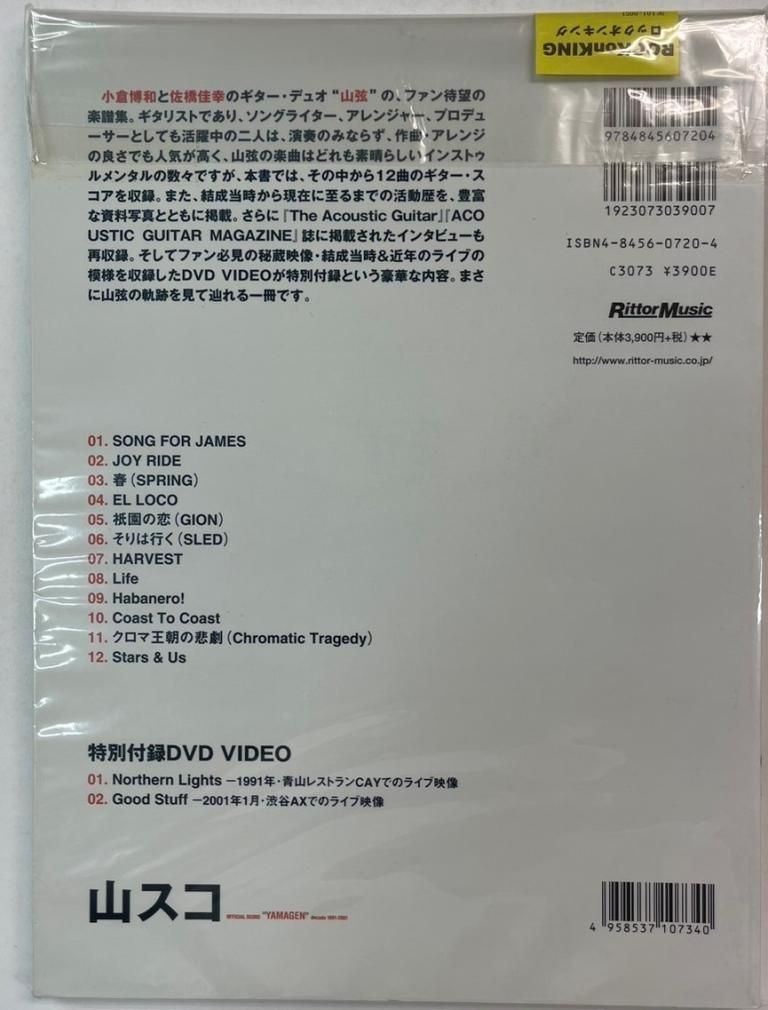 ロックオンキング
ROCKonKING
小倉博和と佐橋佳幸のギター・デュオ“山弦”の、ファン待望の
楽譜集。ギタリストであり、ソングライター、アレンジャー、プロデュ
ーサーとしても活躍中の二人は、演奏のみならず、作曲・アレンジ
の良さでも人気が高く、山弦の楽曲はどれも素晴らしいインストゥ
ルメンタルの数々ですが、本書では、その中から12曲のギター・ス
コアを収録。また、結成当時から現在に至るまでの活動歴を、豊富
な資料写真とともに掲載。さらに『The Acoustic Guitar』『ACO
USTIC GUITAR MAGAZINE』誌に掲載されたインタビューも
再収録。そしてファン必見の秘蔵映像・結成当時&近年のライブの
模様を収録したDVD VIDEOが特別付録という豪華な内容。まさ
に山弦の軌跡を見て辿れる一冊です。
9784845607204
1923073039007
ISBN4-8456-0720-4
C3073 ¥3900E
RittorMusic
定価(本体3,900円+税)★★
http://www.rittor-music.co.jp/
01. SONG FOR JAMES
02. JOY RIDE
03. 春(SPRING)
04. EL LOCO
05. 祇園の恋(GION)
06. そりは行く(SLED)
07. HARVEST
08. Life
09. Habanero!
10. Coast To Coast
11. クロマ王朝の悲劇(Chromatic Tragedy)
12. Stars & Us
特別付録DVD VIDEO
01. Northern Lights —1991年・青山レストランCAYでのライブ映像
02. Good Stuff —2001年1月・渋谷AXでのライブ映像
山スコ OFFICIAL SCORE "YAMAGEN" decade 1991-2001
4 958537 107340